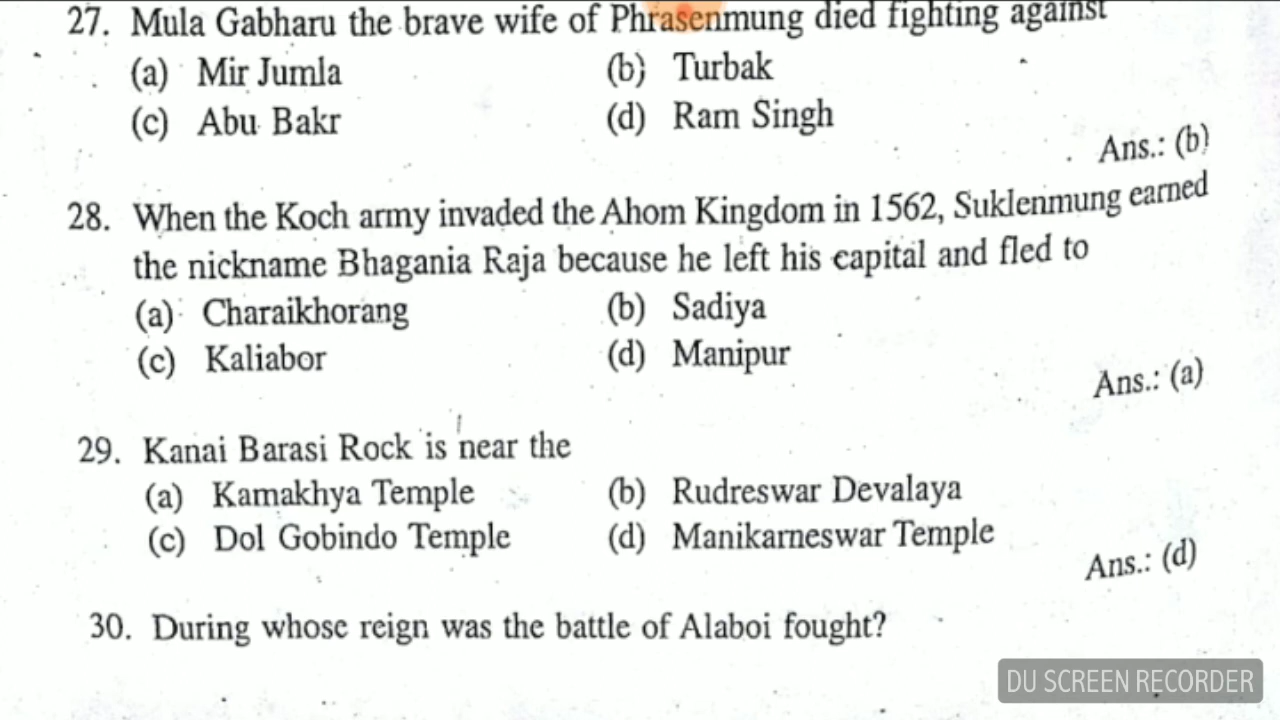 27. Mula Gabharu the brave wife of Phrasenmung died fighting against
(a) Mir Jumla (b) Turbak
(c) Abu Bakr (d) Ram Singh
Ans.: (b)
28. When the Koch army invaded the Ahom Kingdom in 1562, Suklenmung earned
the nickname Bhagania Raja because he left his capital and fled to
(a) Charaikhorang (b) Sadiya
(c) Kaliabor (d) Manipur
Ans.: (a)
29. Kanai Barasi Rock is near the
(a) Kamakhya Temple (b) Rudreswar Devalaya
(c) Dol Gobindo Temple (d) Manikarneswar Temple
Ans.: (d)
30. During whose reign was the battle of Alaboi fought?
DU SCREEN RECORDER